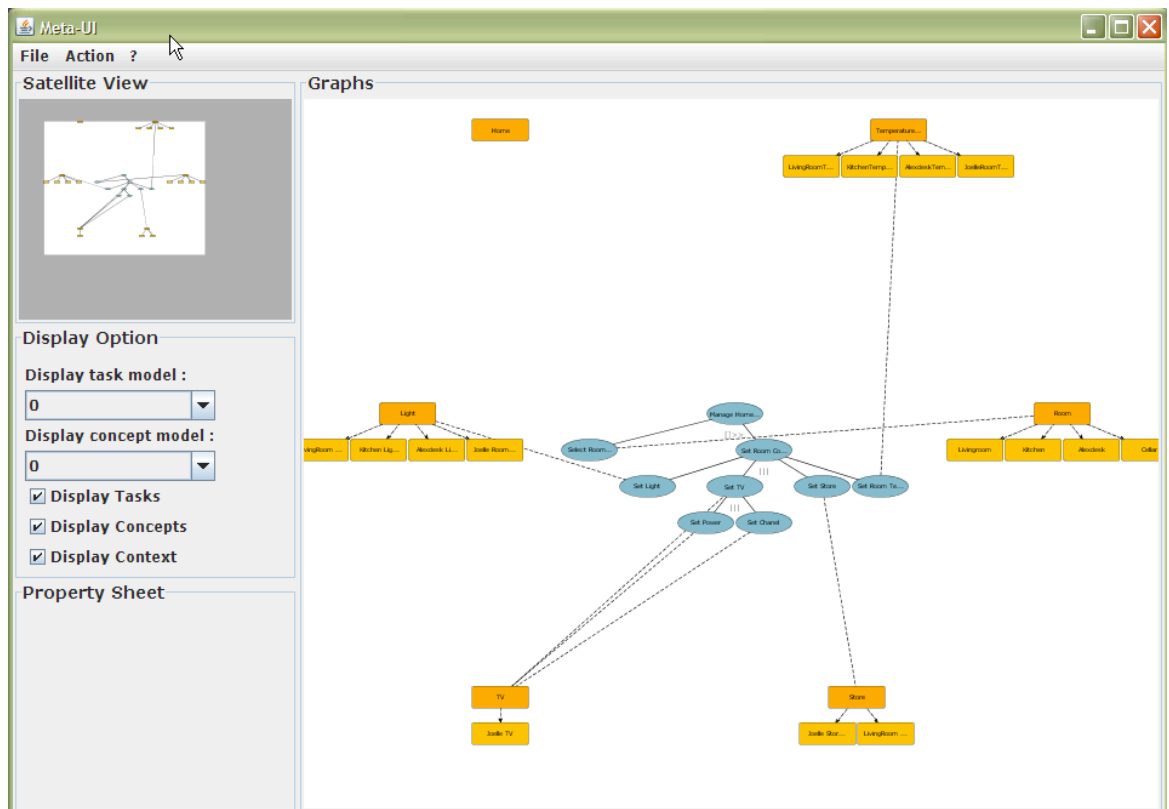 Meta-UI
File Action ?
Satellite View
Graphs
Home
Temperature...
LivingRoomT... KitchenTemp... AlexdeskTem... JoelleRoomT...
Display Option
Display task model :
0
Display concept model :
0
Display Tasks
Display Concepts
Display Context
Property Sheet
Light
Manage Home...
Room
[]>>
vingRoom ... Kitchen Lig... Alexdesk Li... Joelle Room...
Select Room...
Set Room Co...
Livingroom Kitchen Alexdesk Cellar
|||
Set Light Set TV Set Store Set Room Te...
|||
Set Power Set Chanel
TV
Store
Joelle TV
Joelle Stor... LivingRoom ...